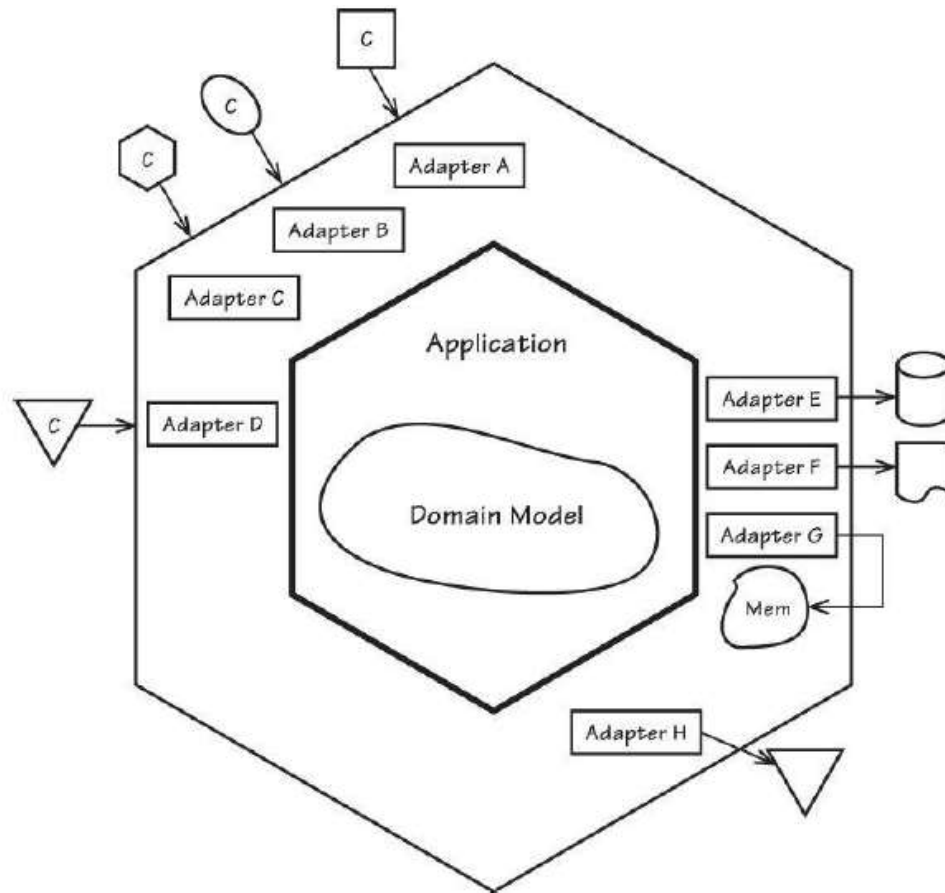 C
C
Adapter A
C
Adapter B
Adapter C
Application
Adapter E
C
Adapter D
Adapter F
Domain Model
Adapter G
Mem
Adapter H